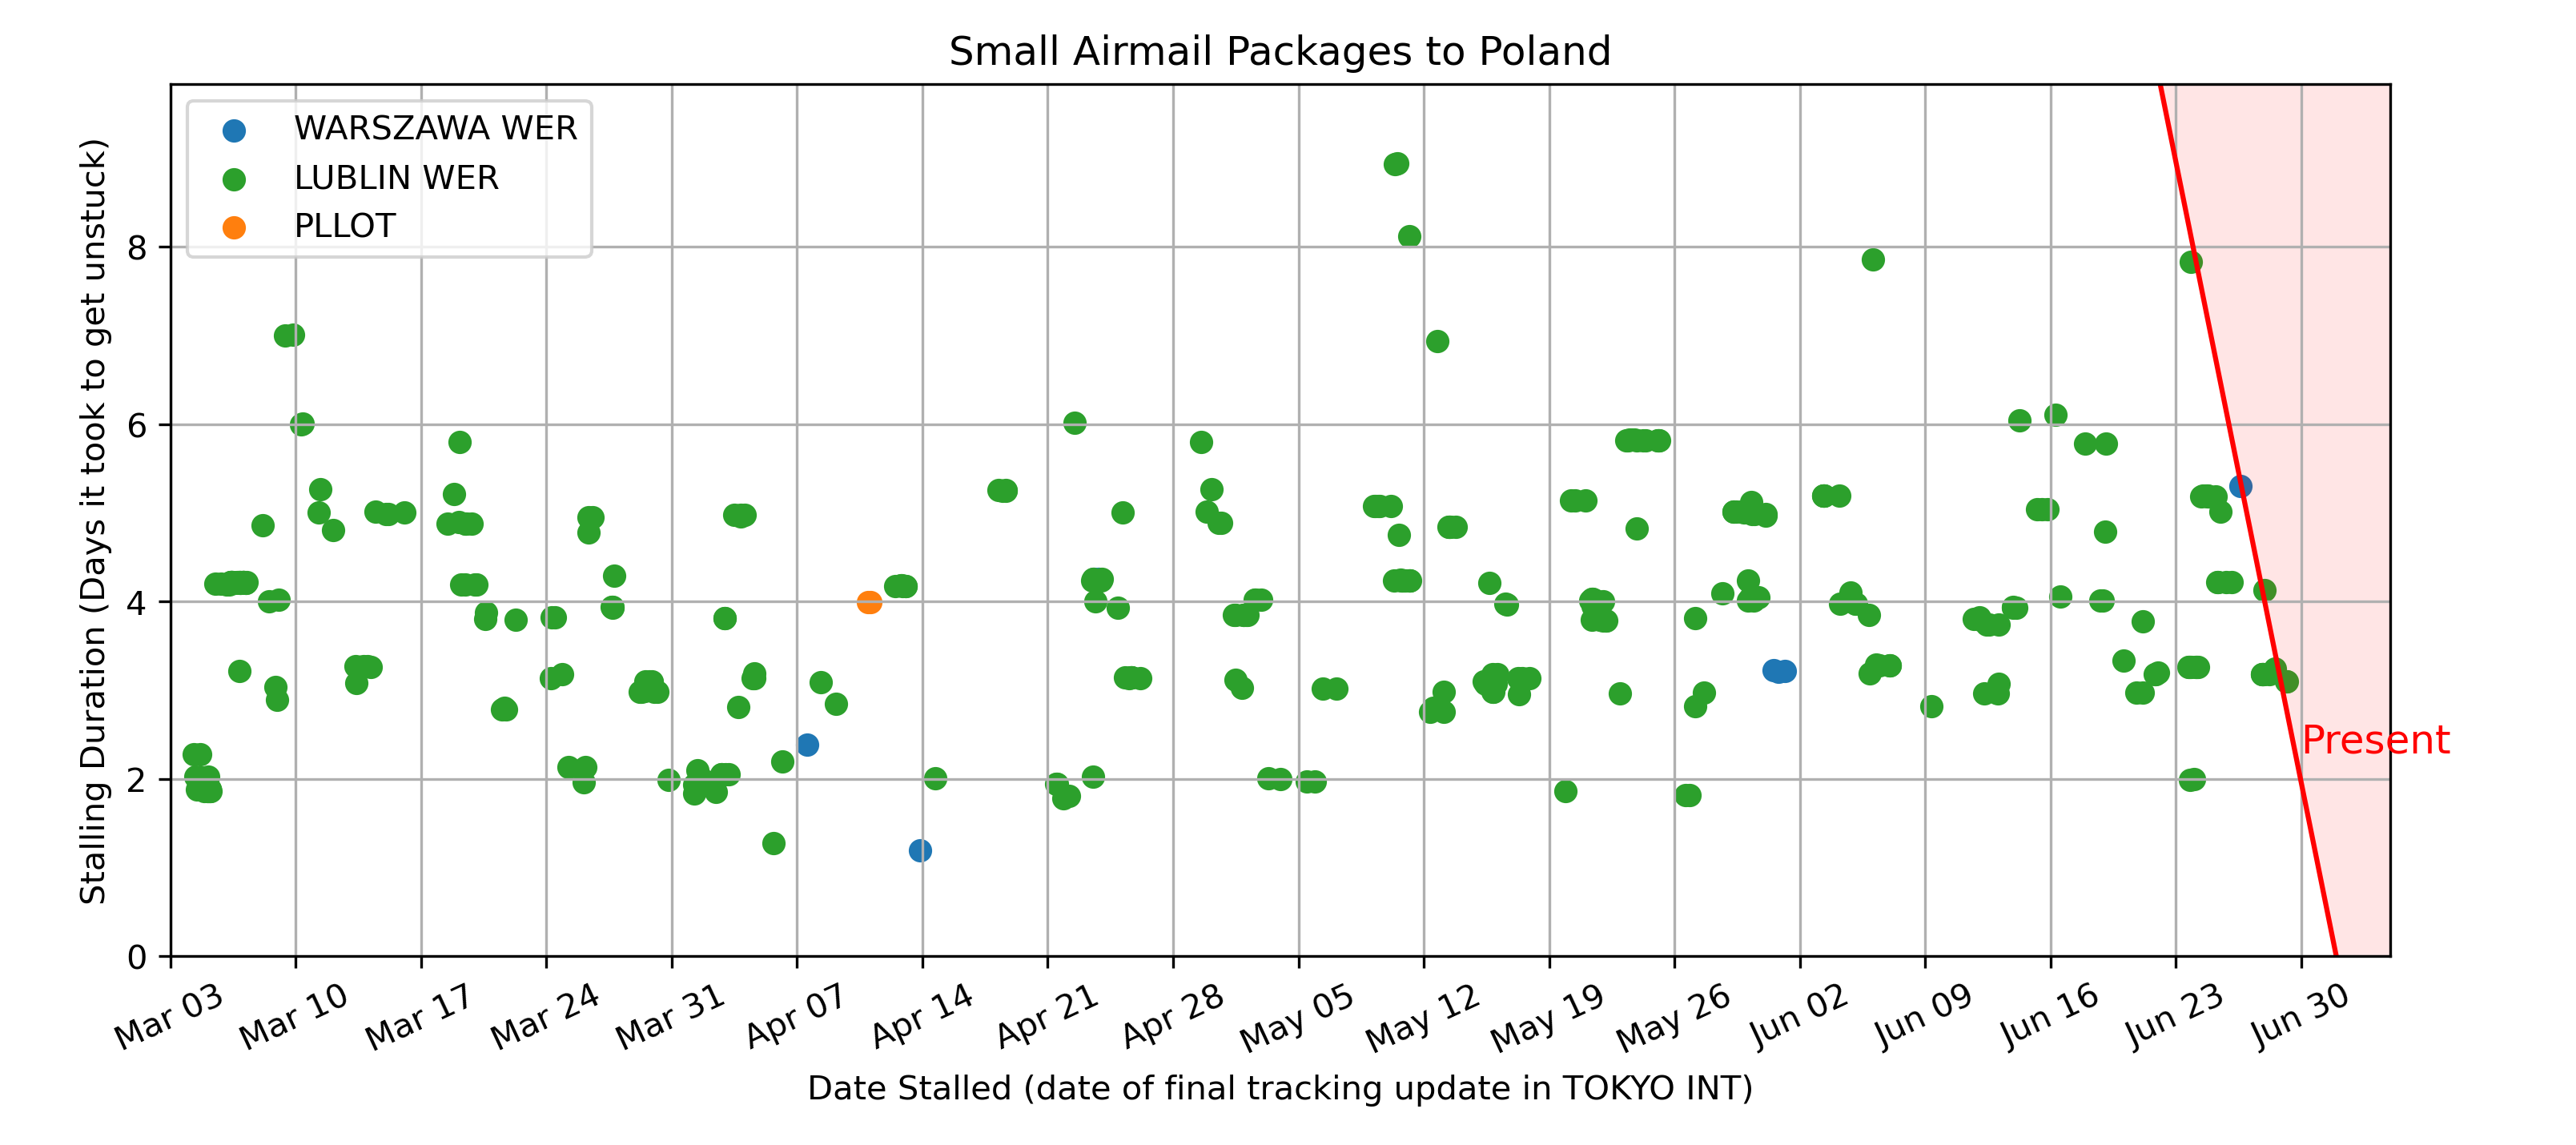 Small Airmail Packages to Poland
WARSZAWA WER
LUBLIN WER
PLLOT
Stalling Duration (Days it took to get unstuck)
8
6
4
2
0
Present
Mar 03
Mar 10
Mar 17
Mar 24
Mar 31
Apr 07
Apr 14
Apr 21
Apr 28
May 05
May 12
May 19
May 26
Jun 02
Jun 09
Jun 16
Jun 23
Jun 30
Date Stalled (date of final tracking update in TOKYO INT)